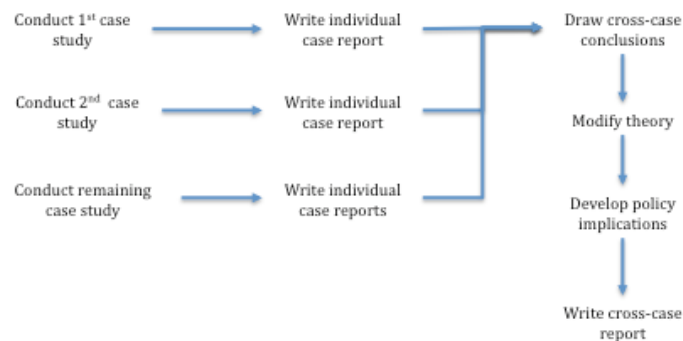 Conduct 1st case
study
Write individual
case report
Draw cross-case
conclusions
Conduct 2nd case
study
Write individual
case report
Modify theory
Conduct remaining
case study
Write individual
case reports
Develop policy
implications
Write cross-case
report